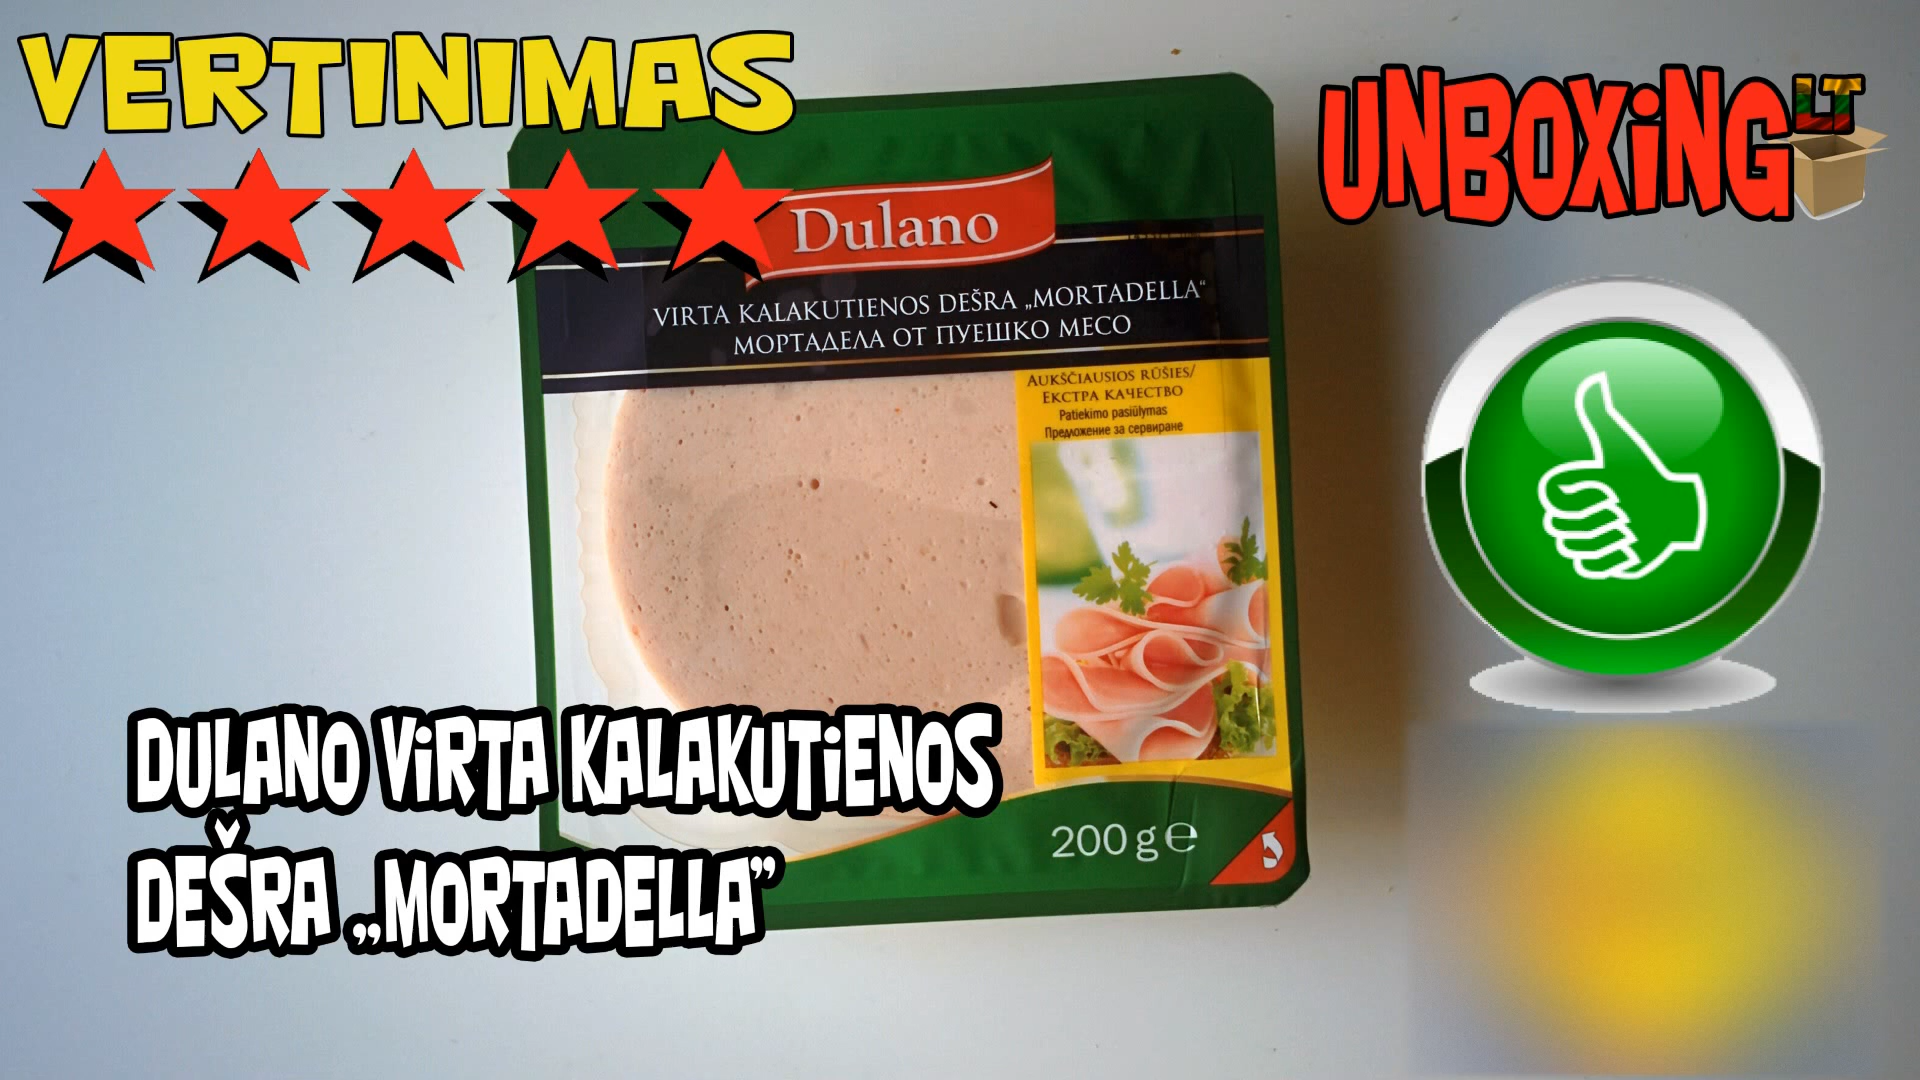 VERTINIMAS
UNBOXiNG LT
Dulano
VIRTA KALAKUTIENOS DEŠRA „MORTADELLA“
МОРТАДЕЛА ОТ ПУЕШКО МЕСО
AUKŠČIAUSIOS RŪŠIES/
ЕКСТРА КАЧЕСТВО
Patiekimo pasiūlymas
Предложение за сервиране
200 g ℮
DULANO ViRTA KALAKUTiENOS
DEŠRA „MORTADELLA”